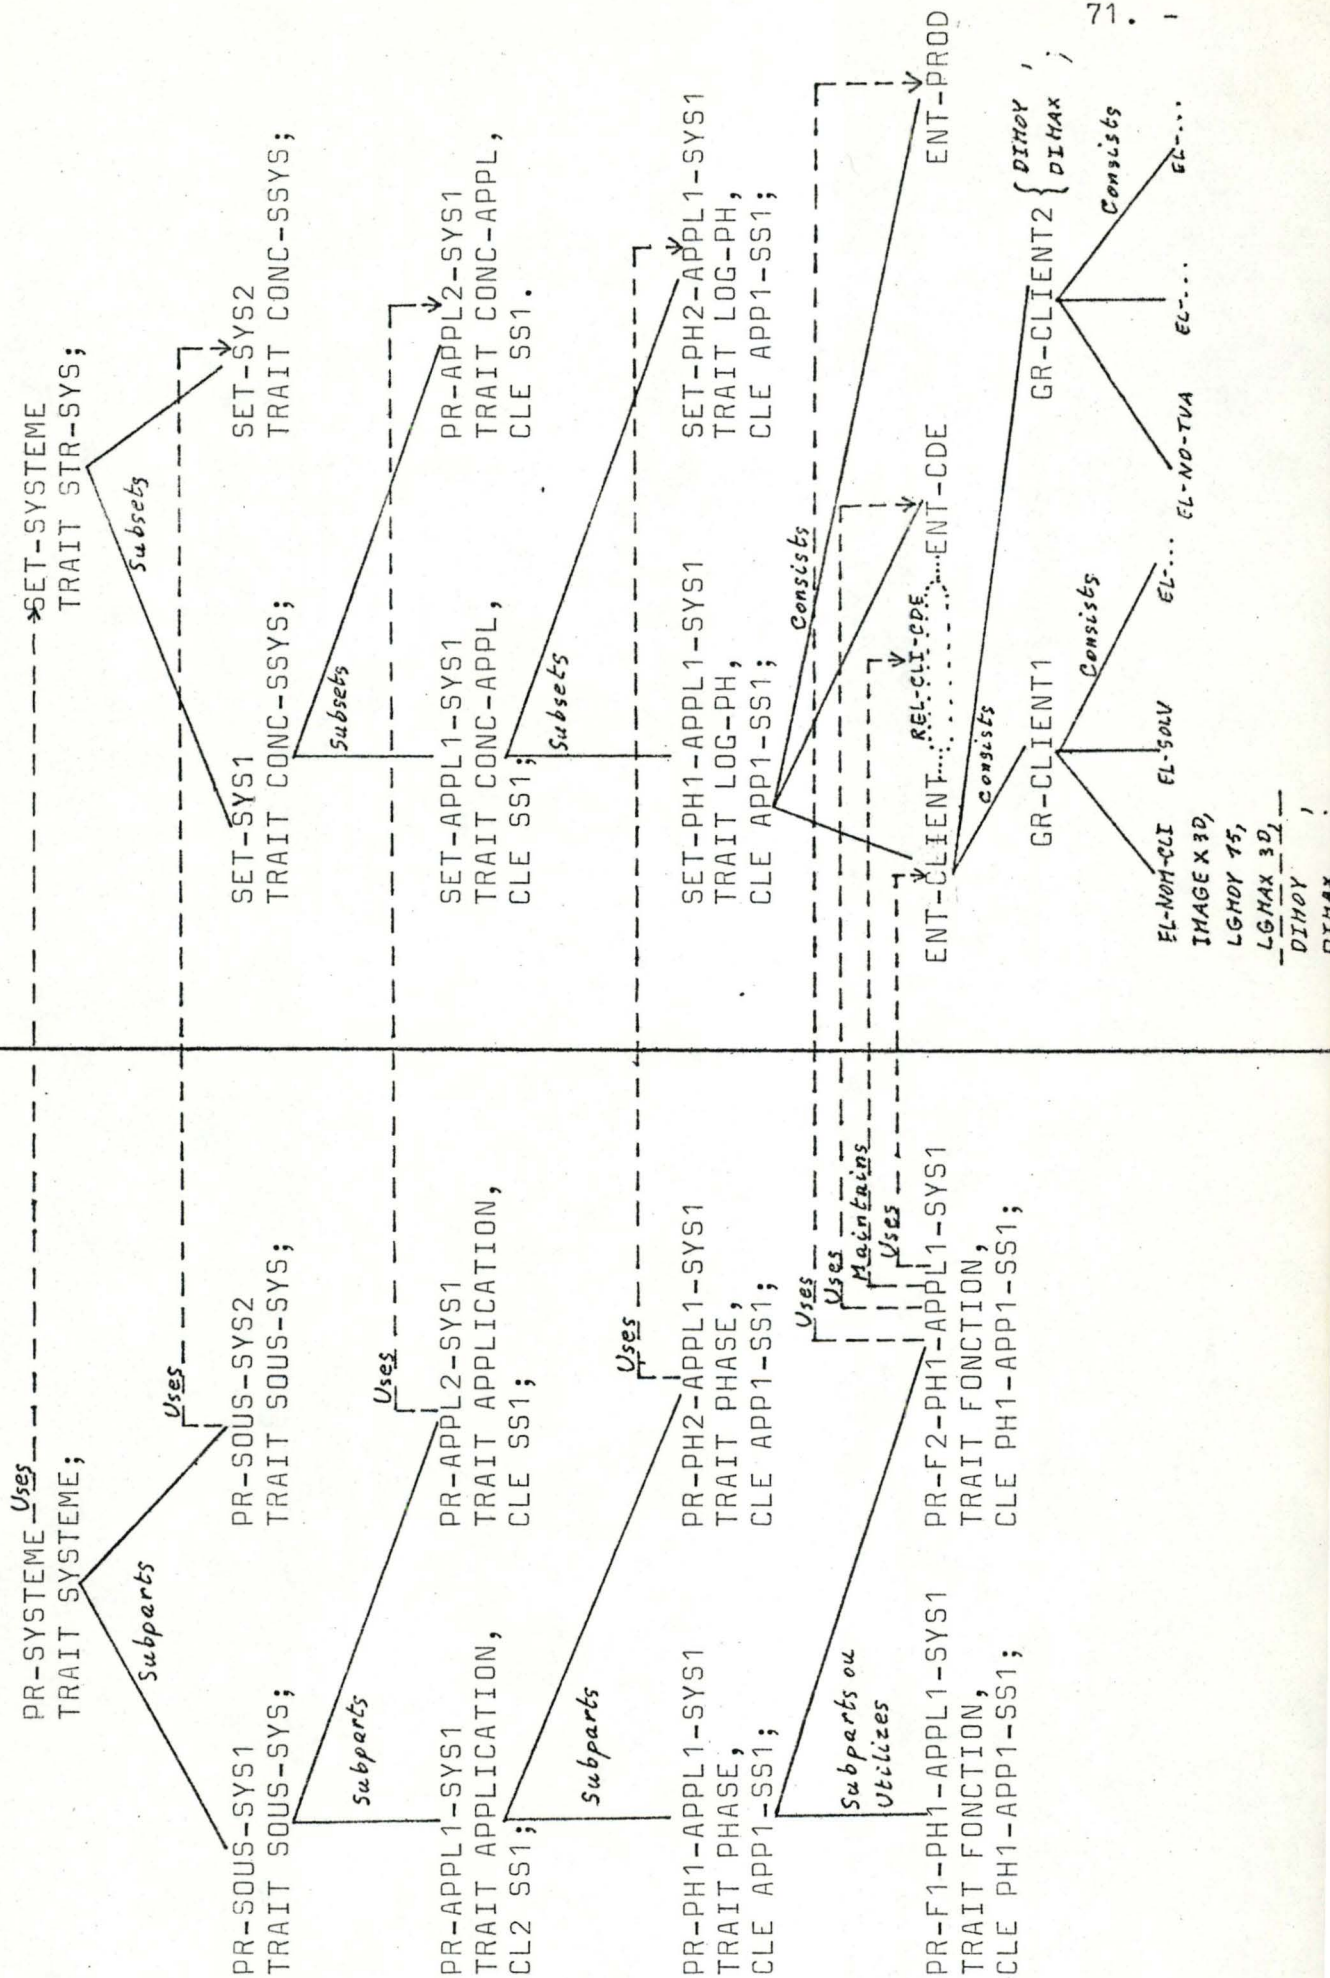 71. -
PR-SYSTEME
TRAIT SYSTEME;
Uses
Subparts
PR-SOUS-SYS1
TRAIT SOUS-SYS;
PR-SOUS-SYS2
TRAIT SOUS-SYS;
Uses
Subparts
PR-APPL1-SYS1
TRAIT APPLICATION,
CL2 SS1;
PR-APPL2-SYS1
TRAIT APPLICATION,
CLE SS1;
Uses
Subparts
PR-PH1-APPL1-SYS1
TRAIT PHASE,
CLE APP1-SS1;
PR-PH2-APPL1-SYS1
TRAIT PHASE,
CLE APP1-SS1;
Uses
Subparts ou
Utilizes
PR-F1-PH1-APPL1-SYS1
TRAIT FONCTION,
CLE PH1-APP1-SS1;
PR-F2-PH1-APPL1-SYS1
TRAIT FONCTION,
CLE PH1-APP1-SS1;
Uses
Uses
Maintains
Uses
SET-SYSTEME
TRAIT STR-SYS;
Subsets
SET-SYS1
TRAIT CONC-SSYS;
SET-SYS2
TRAIT CONC-SSYS;
Subsets
SET-APPL1-SYS1
TRAIT CONC-APPL,
CLE SS1;
PR-APPL2-SYS1
TRAIT CONC-APPL,
CLE SS1.
Subsets
SET-PH1-APPL1-SYS1
TRAIT LOG-PH,
CLE APP1-SS1;
SET-PH2-APPL1-SYS1
TRAIT LOG-PH,
CLE APP1-SS1;
Consists
ENT-CLIENT
REL-CLI-CDE
ENT-CDE
ENT-PROD
Consists
GR-CLIENT1
GR-CLIENT2 { DIMOY ,
DIMAX ;
Consists
Consists
EL-NOM-CLI
IMAGE X 30,
LGMOY 15,
LGMAX 30,
DIMOY ,
DIMAX .
EL-SOLV
EL-...
EL-NO-TVA
EL-...
EL-...